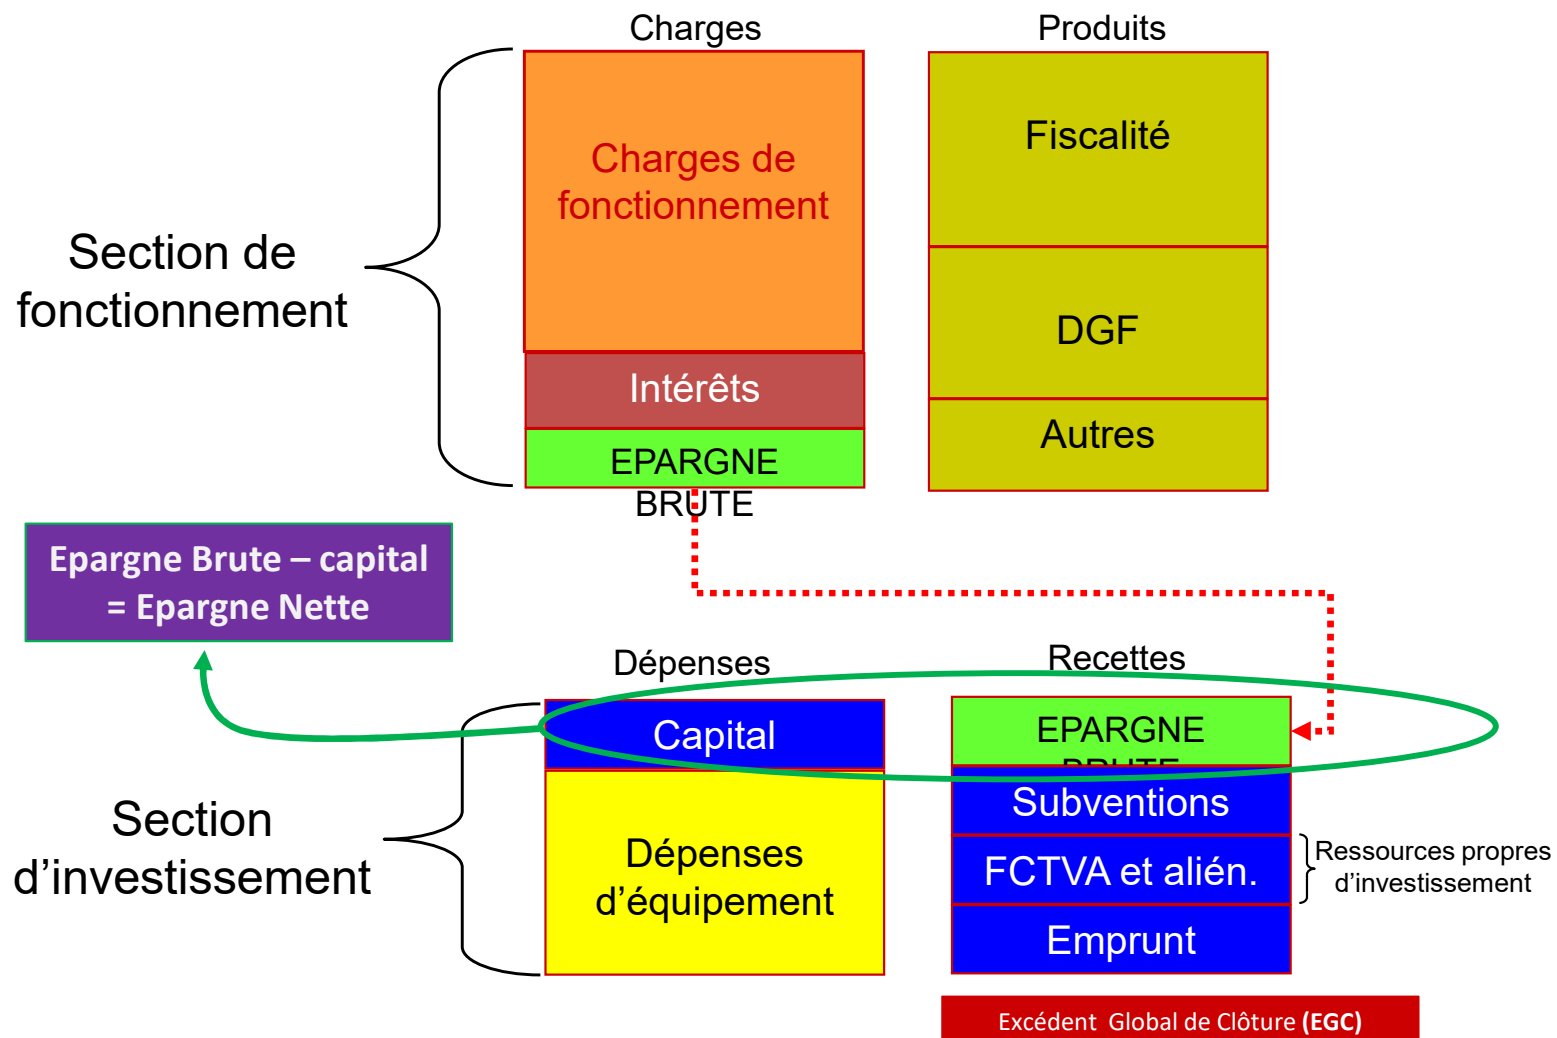 Charges
Produits
Section de
fonctionnement
Charges de
fonctionnement
Intérêts
EPARGNE
BRUTE
Fiscalité
DGF
Autres
Epargne Brute – capital
= Epargne Nette
Dépenses
Recettes
Section
d’investissement
Capital
Dépenses
d’équipement
EPARGNE
BRUTE
Subventions
FCTVA et alién.
Emprunt
Ressources propres
d’investissement
Excédent Global de Clôture (EGC)